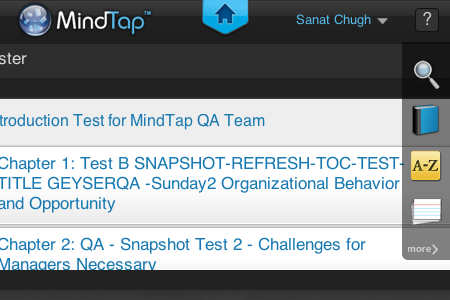 MindTap™ Sanat Chugh ?
ster
troduction Test for MindTap QA Team
Chapter 1: Test B SNAPSHOT-REFRESH-TOC-TEST-
TITLE GEYSERQA -Sunday2 Organizational Behavior
and Opportunity
A-Z
Chapter 2: QA - Snapshot Test 2 - Challenges for
Managers Necessary
more>